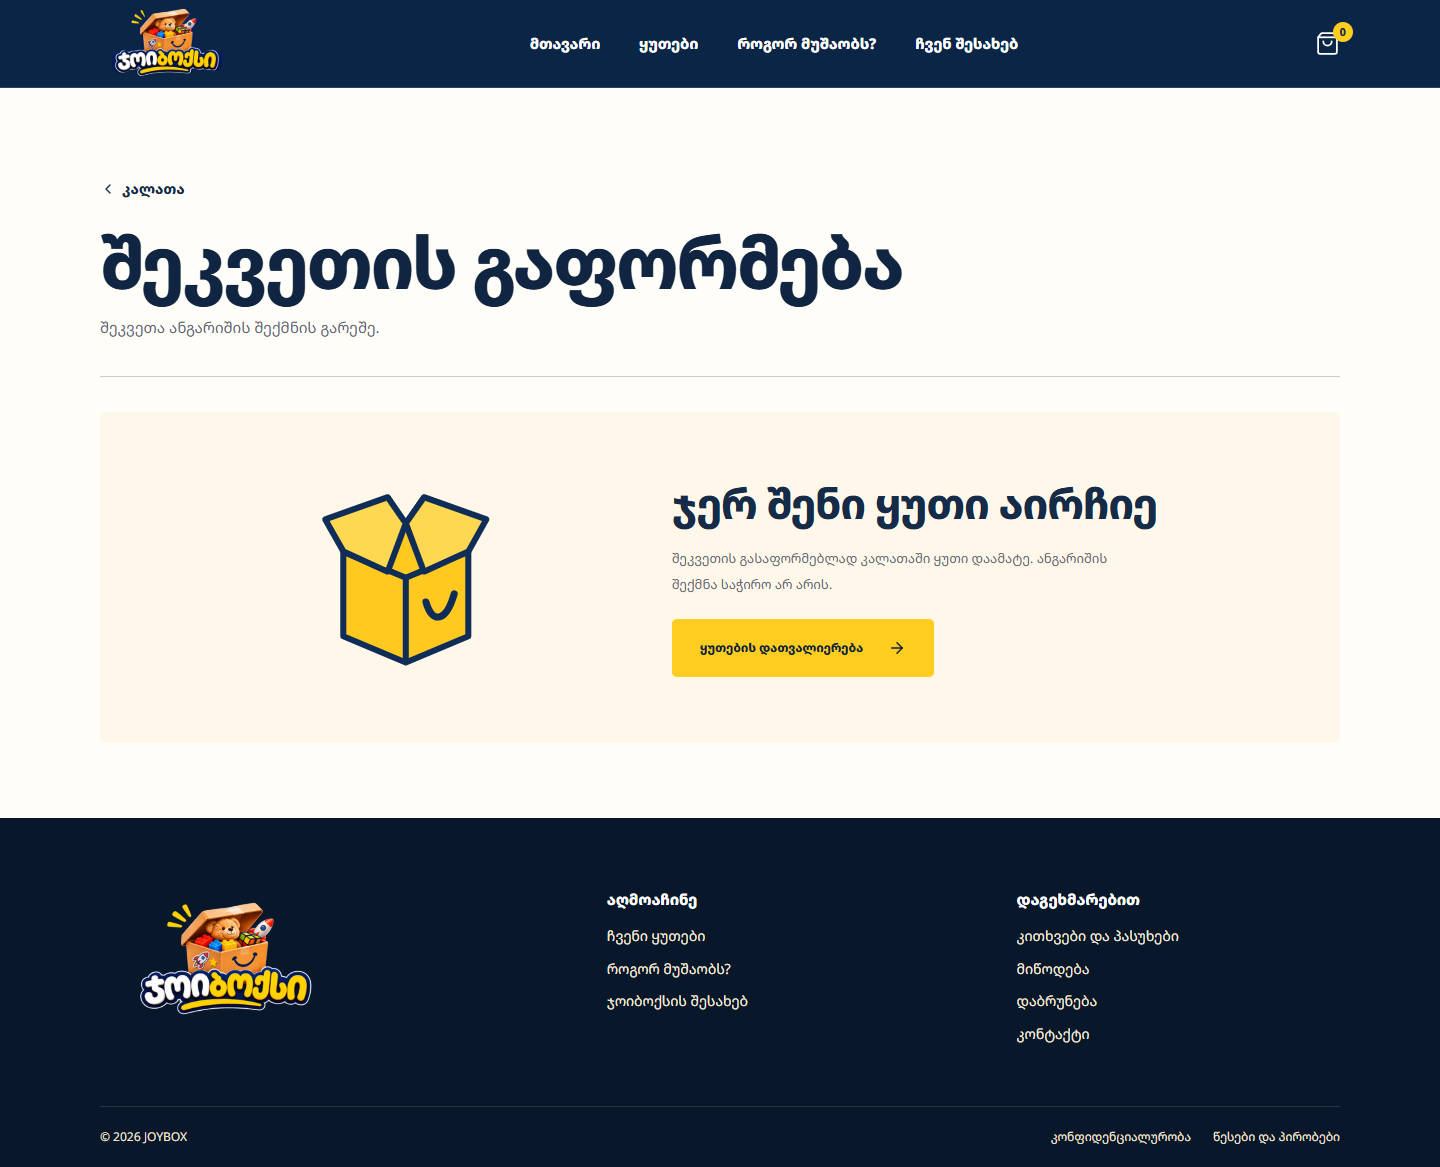 ჯოიბოქსი
მთავარი
ყუთები
როგორ მუშაობს?
ჩვენ შესახებ
0
კალათა
შეკვეთის გაფორმება
შეკვეთა ანგარიშის შექმნის გარეშე.
ჯერ შენი ყუთი აირჩიე
შეკვეთის გასაფორმებლად კალათაში ყუთი დაამატე. ანგარიშის
შექმნა საჭირო არ არის.
ყუთების დათვალიერება
ჯოიბოქსი
აღმოაჩინე
ჩვენი ყუთები
როგორ მუშაობს?
ჯოიბოქსის შესახებ
დაგეხმარებით
კითხვები და პასუხები
მიწოდება
დაბრუნება
კონტაქტი
© 2026 JOYBOX
კონფიდენციალურობა
წესები და პირობები